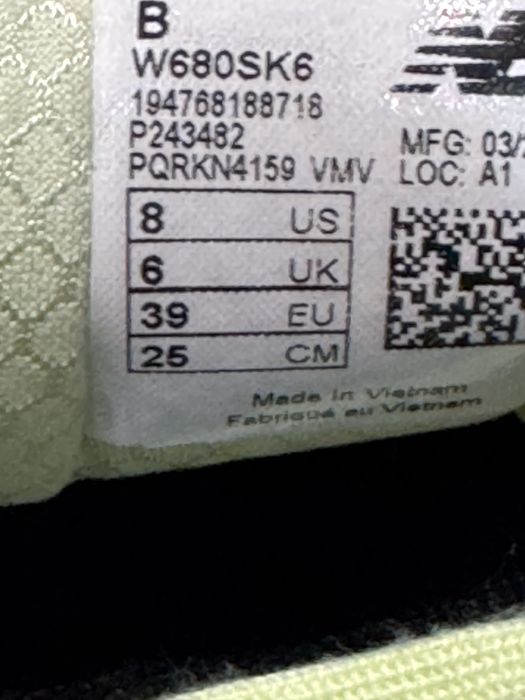 B
W680SK6
194768188718
P243482
PQRKN4159 VMV
MFG: 03/
LOC: A1
8 US
6 UK
39 EU
25 CM
Made in Vietnam
Fabriqué au Vietnam